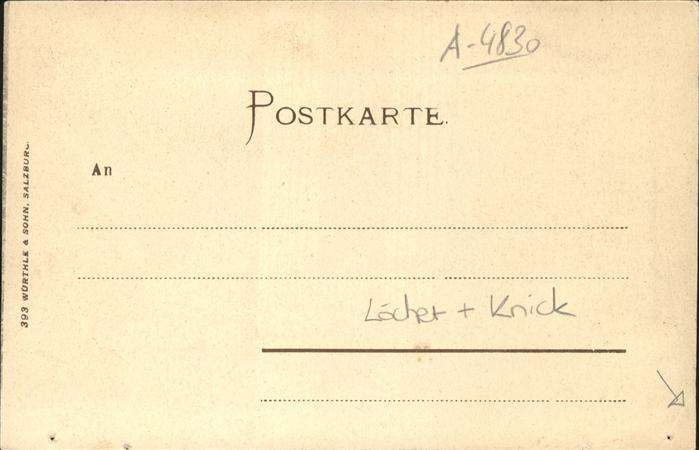 A-4830
POSTKARTE.
An
393 WÜRTHLE & SOHN, SALZBURG.
Löcher + Knick